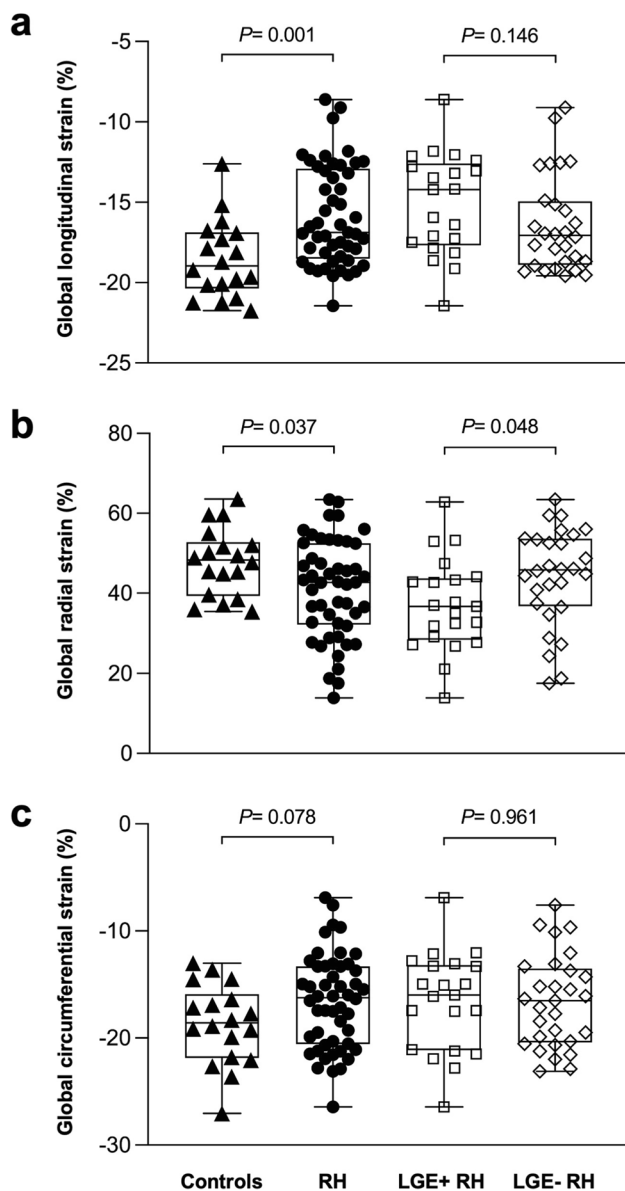 a
Global longitudinal strain (%)
-5
-10
-15
-20
-25
P= 0.001
P= 0.146
b
Global radial strain (%)
80
60
40
20
0
P= 0.037
P= 0.048
c
Global circumferential strain (%)
0
-10
-20
-30
P= 0.078
P= 0.961
Controls RH LGE+ RH LGE- RH